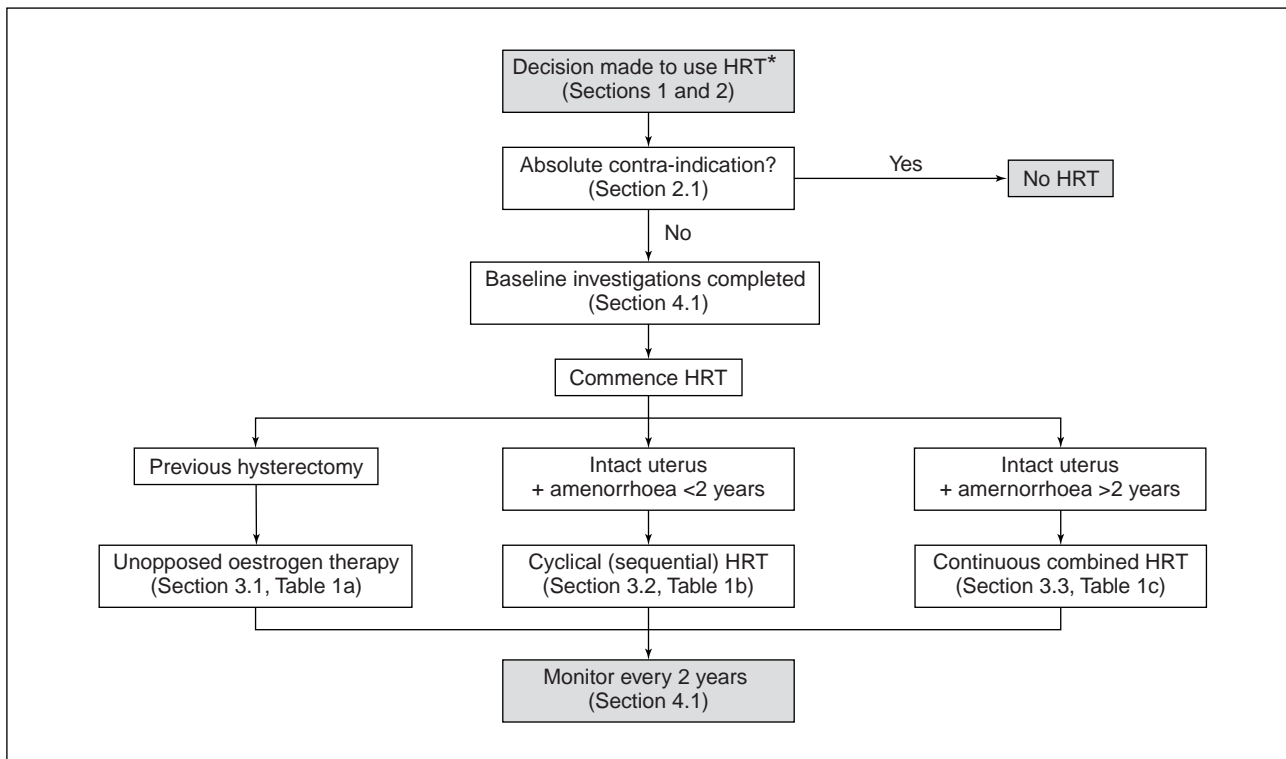 Decision made to use HRT*
(Sections 1 and 2)
Absolute contra-indication?
(Section 2.1)
Yes
No HRT
No
Baseline investigations completed
(Section 4.1)
Commence HRT
Previous hysterectomy
Intact uterus
+ amenorrhoea <2 years
Intact uterus
+ amernorrhoea >2 years
Unopposed oestrogen therapy
(Section 3.1, Table 1a)
Cyclical (sequential) HRT
(Section 3.2, Table 1b)
Continuous combined HRT
(Section 3.3, Table 1c)
Monitor every 2 years
(Section 4.1)